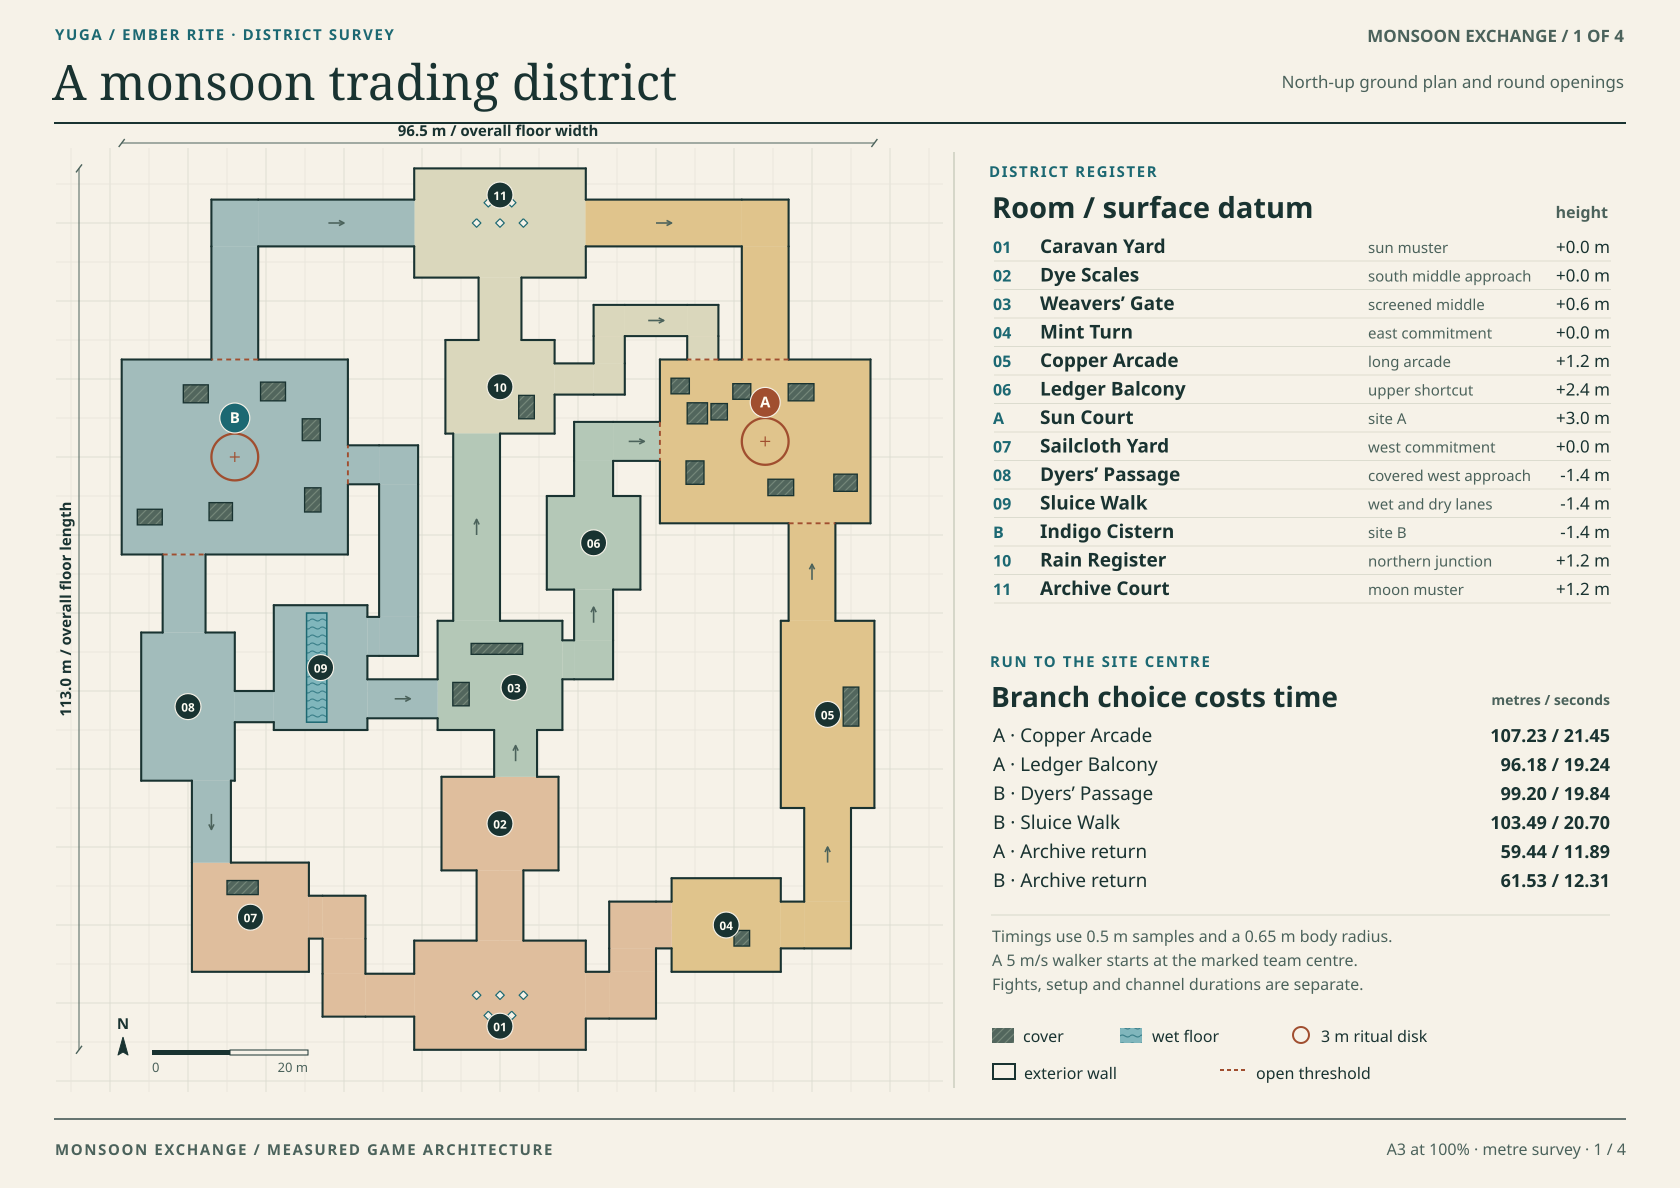 YUGA / EMBER RITE · DISTRICT SURVEY
MONSOON EXCHANGE / 1 OF 4
A monsoon trading district
North-up ground plan and round openings
96.5 m / overall floor width
113.0 m / overall floor length
11
10
A
B
06
09
03
08
05
02
07
04
01
N
0 20 m
DISTRICT REGISTER
Room / surface datum height
01 Caravan Yard sun muster +0.0 m
02 Dye Scales south middle approach +0.0 m
03 Weavers’ Gate screened middle +0.6 m
04 Mint Turn east commitment +0.0 m
05 Copper Arcade long arcade +1.2 m
06 Ledger Balcony upper shortcut +2.4 m
A Sun Court site A +3.0 m
07 Sailcloth Yard west commitment +0.0 m
08 Dyers’ Passage covered west approach -1.4 m
09 Sluice Walk wet and dry lanes -1.4 m
B Indigo Cistern site B -1.4 m
10 Rain Register northern junction +1.2 m
11 Archive Court moon muster +1.2 m
RUN TO THE SITE CENTRE
Branch choice costs time metres / seconds
A · Copper Arcade 107.23 / 21.45
A · Ledger Balcony 96.18 / 19.24
B · Dyers’ Passage 99.20 / 19.84
B · Sluice Walk 103.49 / 20.70
A · Archive return 59.44 / 11.89
B · Archive return 61.53 / 12.31
Timings use 0.5 m samples and a 0.65 m body radius.
A 5 m/s walker starts at the marked team centre.
Fights, setup and channel durations are separate.
cover wet floor 3 m ritual disk
exterior wall open threshold
MONSOON EXCHANGE / MEASURED GAME ARCHITECTURE
A3 at 100% · metre survey · 1 / 4